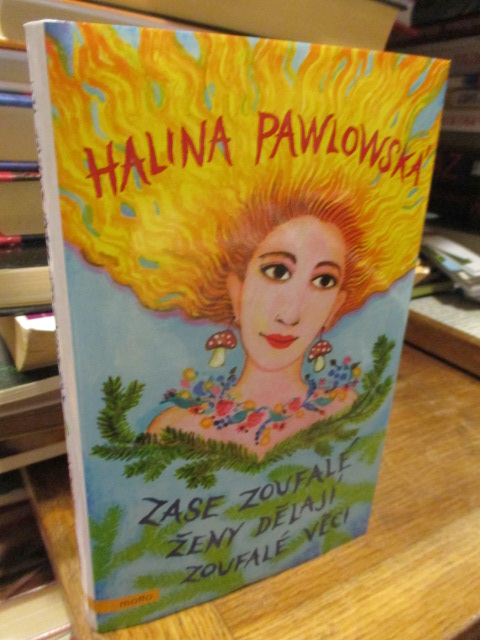 HALINA PAWLOWSKÁ
ZASE ZOUFALÉ
ŽENY DĚLAJÍ
ZOUFALÉ VĚCI
motto